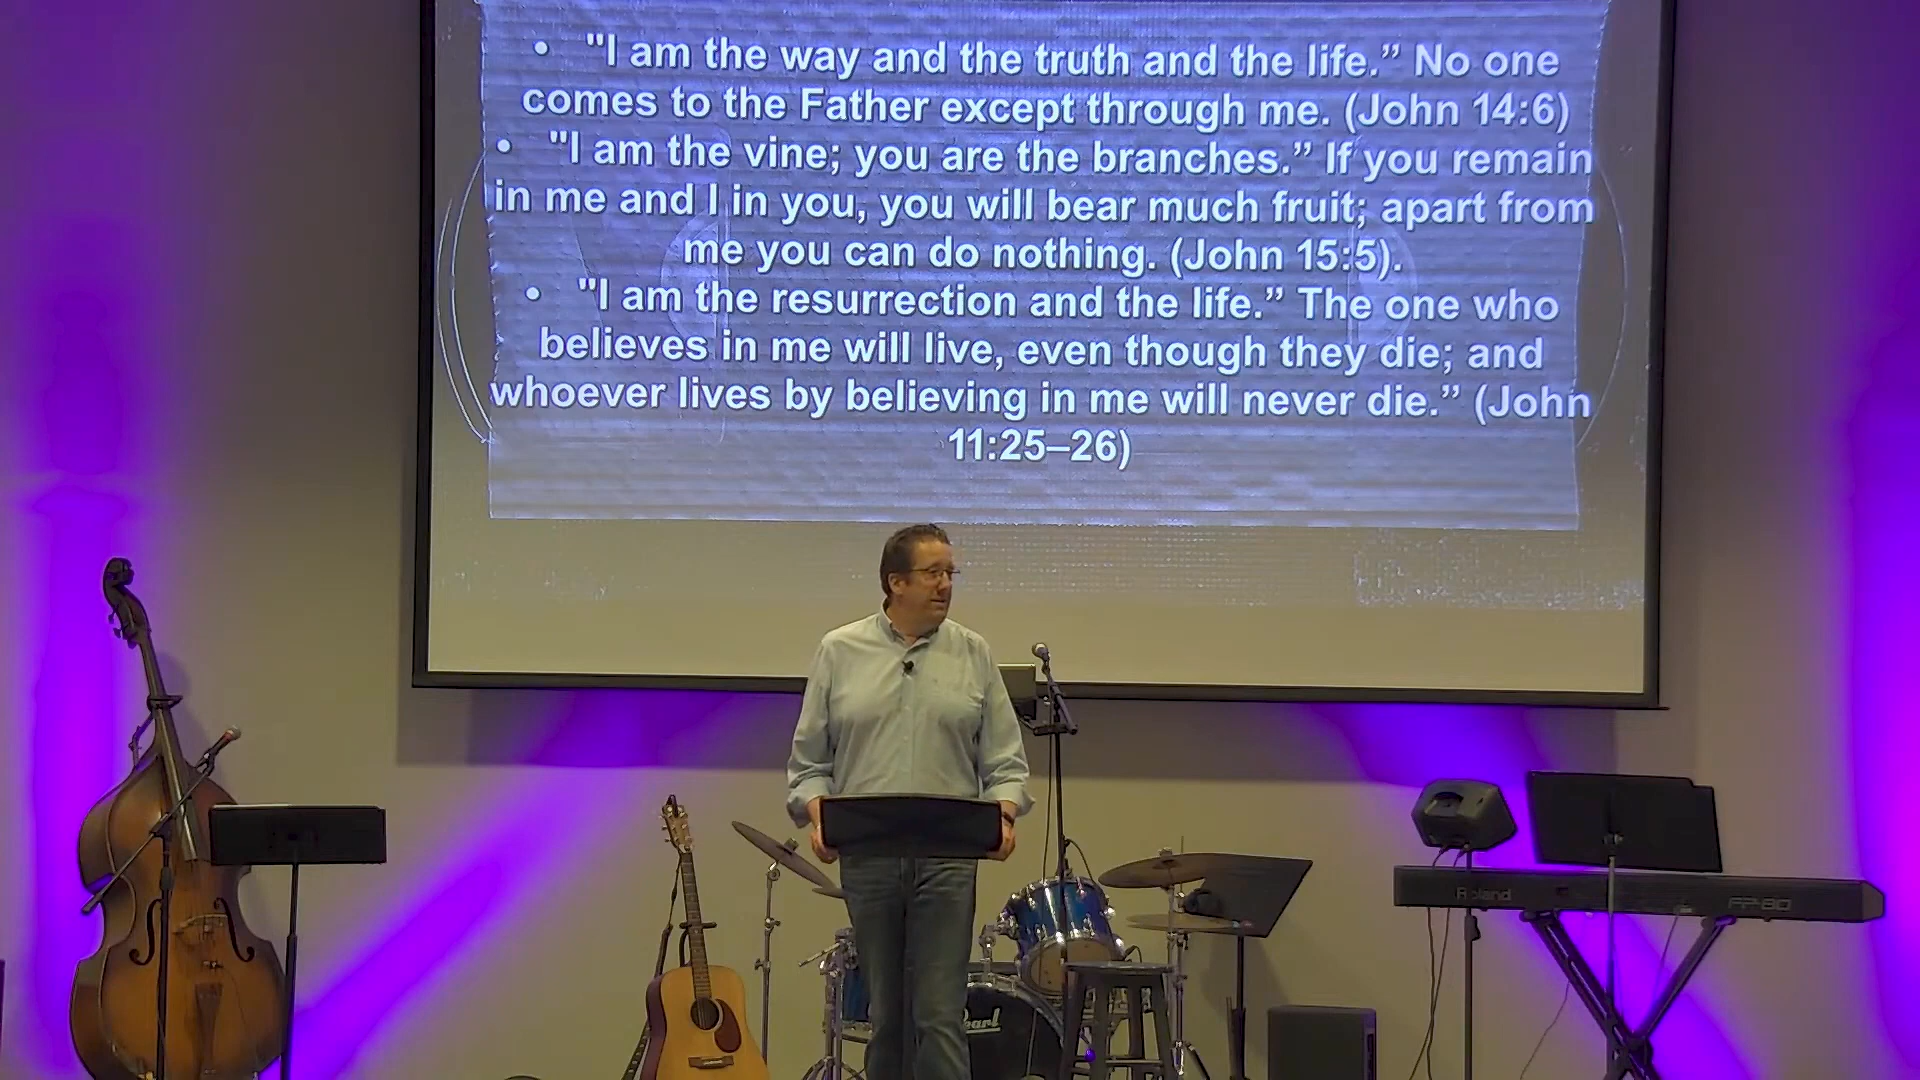 • "I am the way and the truth and the life.” No one
comes to the Father except through me. (John 14:6)
• "I am the vine; you are the branches.” If you remain
in me and I in you, you will bear much fruit; apart from
me you can do nothing. (John 15:5).
• "I am the resurrection and the life.” The one who
believes in me will live, even though they die; and
whoever lives by believing in me will never die.” (John
11:25–26)
Roland
FP-80
Pearl